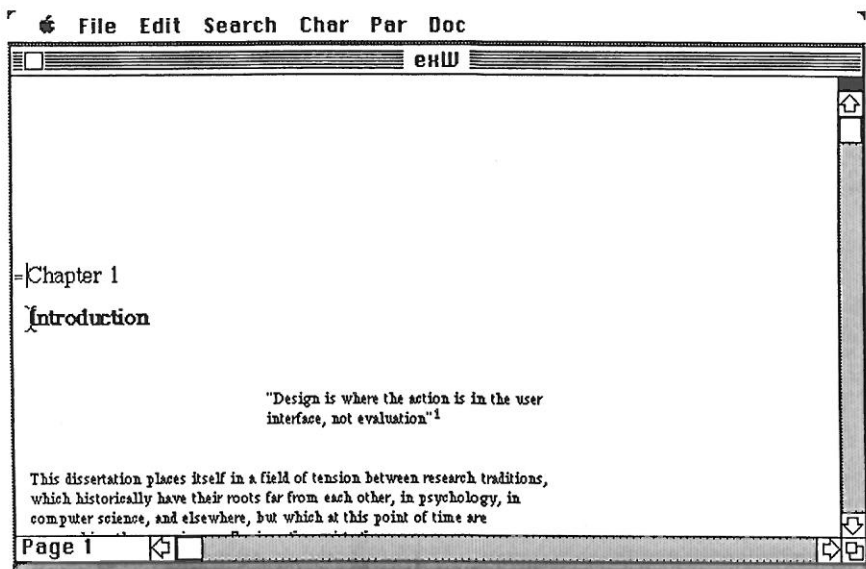 File Edit Search Char Par Doc
exW
=Chapter 1
Introduction
"Design is where the action is in the user
interface, not evaluation"1
This dissertation places itself in a field of tension between research traditions,
which historically have their roots far from each other, in psychology, in
computer science, and elsewhere, but which at this point of time are
Page 1